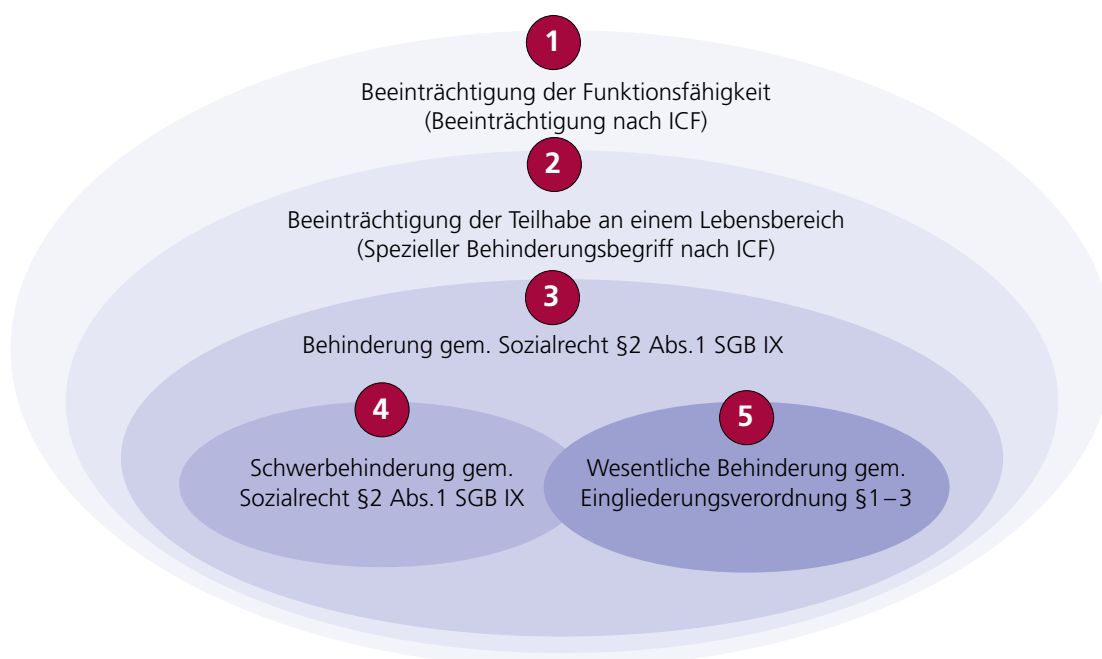 1
Beeinträchtigung der Funktionsfähigkeit
(Beeinträchtigung nach ICF)
2
Beeinträchtigung der Teilhabe an einem Lebensbereich
(Spezieller Behinderungsbegriff nach ICF)
3
Behinderung gem. Sozialrecht §2 Abs.1 SGB IX
4
Schwerbehinderung gem.
Sozialrecht §2 Abs.1 SGB IX
5
Wesentliche Behinderung gem.
Eingliederungsverordnung §1–3